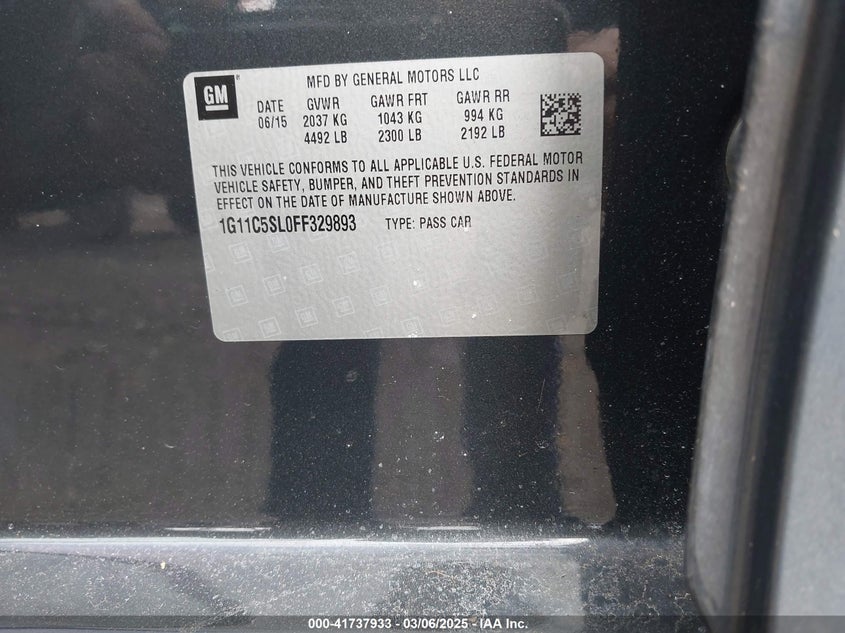 GM
MFD BY GENERAL MOTORS LLC
DATE GVWR GAWR FRT GAWR RR
06/15 2037 KG 1043 KG 994 KG
4492 LB 2300 LB 2192 LB
THIS VEHICLE CONFORMS TO ALL APPLICABLE U.S. FEDERAL MOTOR
VEHICLE SAFETY, BUMPER, AND THEFT PREVENTION STANDARDS IN
EFFECT ON THE DATE OF MANUFACTURE SHOWN ABOVE.
1G11C5SL0FF329893 TYPE: PASS CAR
000-41737933 - 03/06/2025 - © IAA Inc.